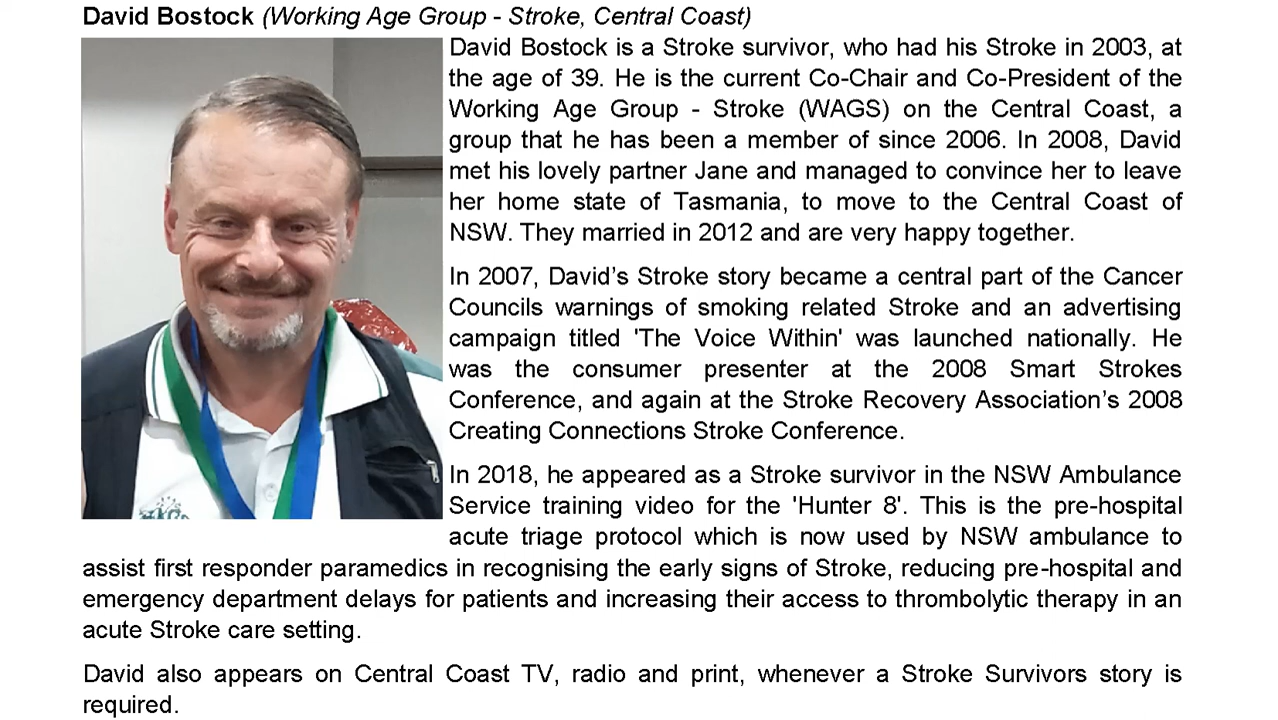 David Bostock (Working Age Group - Stroke, Central Coast)
David Bostock is a Stroke survivor, who had his Stroke in 2003, at
the age of 39. He is the current Co-Chair and Co-President of the
Working Age Group - Stroke (WAGS) on the Central Coast, a
group that he has been a member of since 2006. In 2008, David
met his lovely partner Jane and managed to convince her to leave
her home state of Tasmania, to move to the Central Coast of
NSW. They married in 2012 and are very happy together.
In 2007, David’s Stroke story became a central part of the Cancer
Councils warnings of smoking related Stroke and an advertising
campaign titled 'The Voice Within' was launched nationally. He
was the consumer presenter at the 2008 Smart Strokes
Conference, and again at the Stroke Recovery Association’s 2008
Creating Connections Stroke Conference.
In 2018, he appeared as a Stroke survivor in the NSW Ambulance
Service training video for the 'Hunter 8'. This is the pre-hospital
acute triage protocol which is now used by NSW ambulance to
assist first responder paramedics in recognising the early signs of Stroke, reducing pre-hospital and
emergency department delays for patients and increasing their access to thrombolytic therapy in an
acute Stroke care setting.
David also appears on Central Coast TV, radio and print, whenever a Stroke Survivors story is
required.